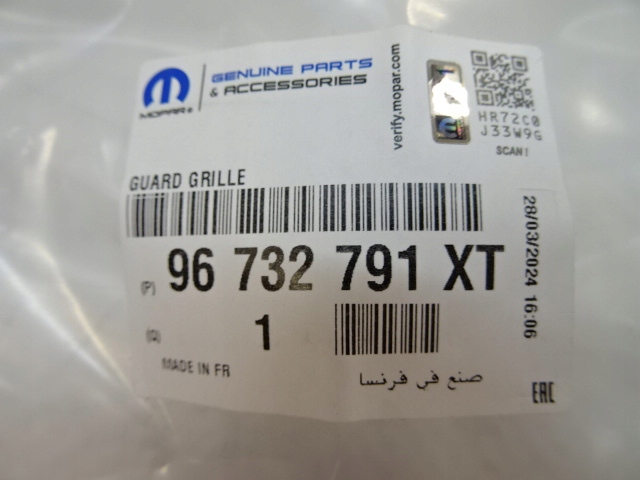 GENUINE PARTS
& ACCESSORIES
MOPAR+
verify.mopar.com
HR72C0
J33W9G
SCAN!
GUARD GRILLE
(P) 96 732 791 XT
(Q) 1
28/03/2024 16:06
MADE IN FR
صنع في فرنسا
EAC